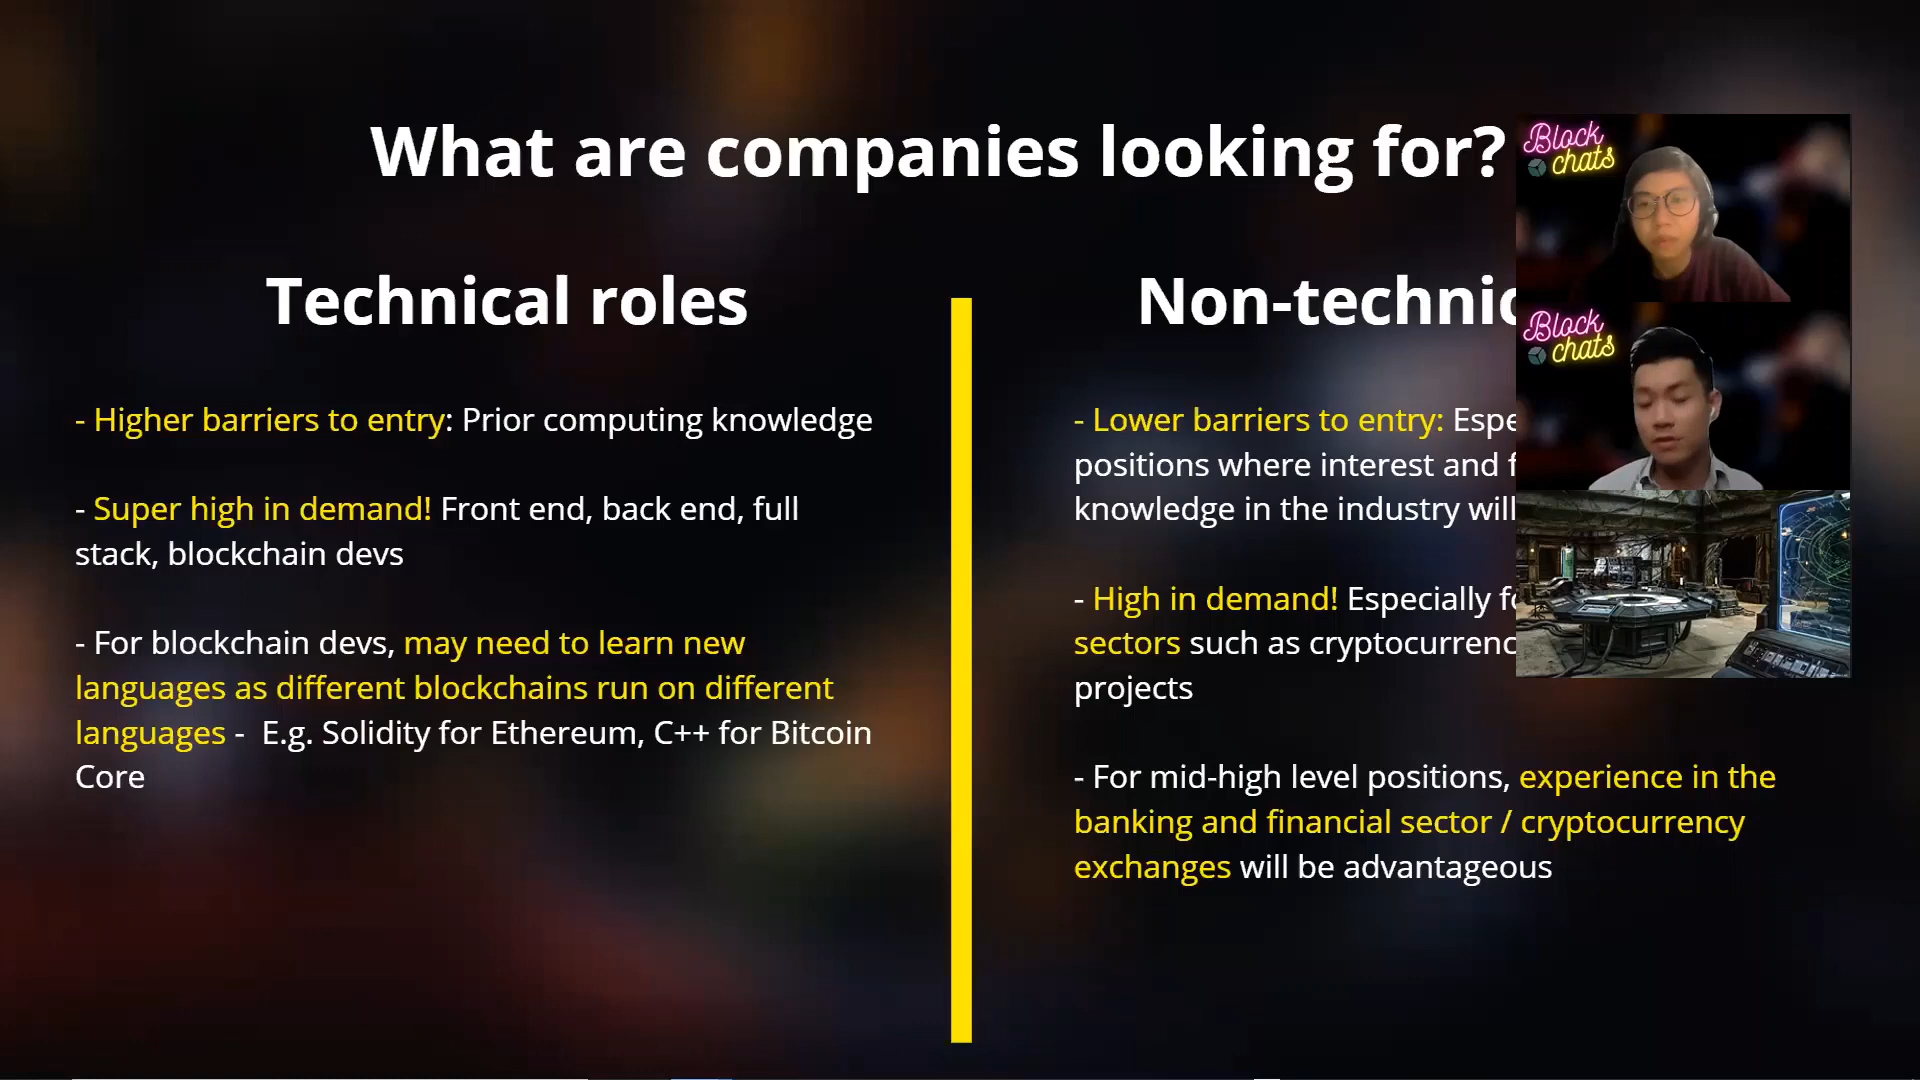 What are companies looking for?
Technical roles
- Higher barriers to entry: Prior computing knowledge
- Super high in demand! Front end, back end, full
stack, blockchain devs
- For blockchain devs, may need to learn new
languages as different blockchains run on different
languages - E.g. Solidity for Ethereum, C++ for Bitcoin
Core
- Lower barriers to entry:
positions where interest and
knowledge in the industry will
- High in demand! Especially
sectors such as
projects
- For mid-high level positions, experience in the
banking and financial sector / cryptocurrency
exchanges will be advantageous
Block
chats
Block
chats